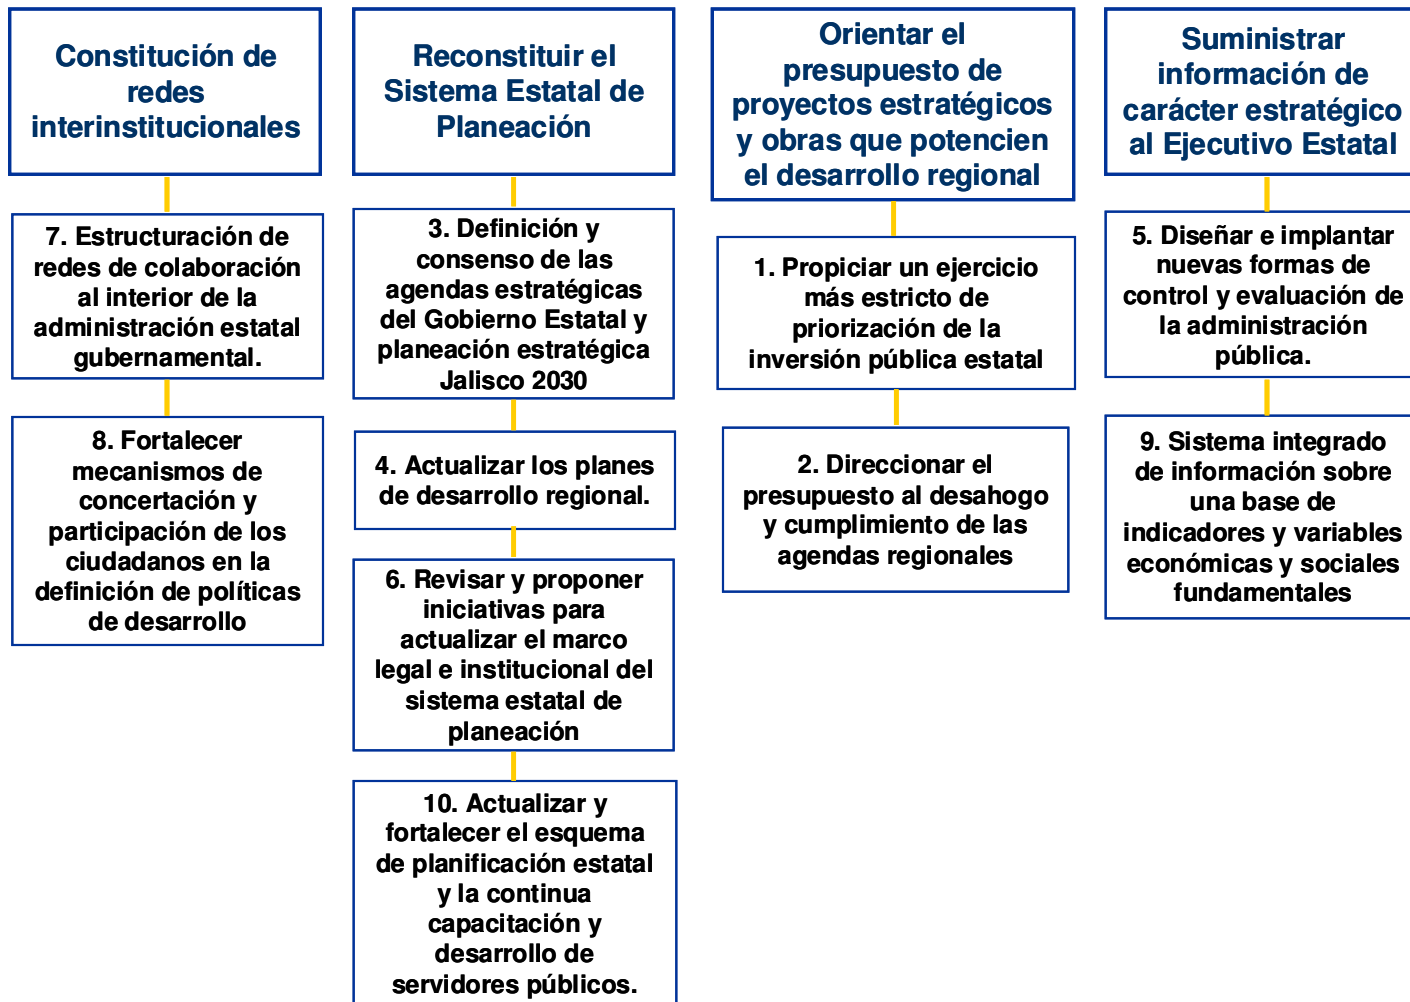 Constitución de
redes
interinstitucionales
7. Estructuración de
redes de colaboración
al interior de la
administración estatal
gubernamental.
8. Fortalecer
mecanismos de
concertación y
participación de los
ciudadanos en la
definición de políticas
de desarrollo
Reconstituir el
Sistema Estatal de
Planeación
3. Definición y
consenso de las
agendas estratégicas
del Gobierno Estatal y
planeación estratégica
Jalisco 2030
4. Actualizar los planes
de desarrollo regional.
6. Revisar y proponer
iniciativas para
actualizar el marco
legal e institucional del
sistema estatal de
planeación
10. Actualizar y
fortalecer el esquema
de planificación estatal
y la continua
capacitación y
desarrollo de
servidores públicos.
Orientar el
presupuesto de
proyectos estratégicos
y obras que potencien
el desarrollo regional
1. Propiciar un ejercicio
más estricto de
priorización de la
inversión pública estatal
2. Direccionar el
presupuesto al desahogo
y cumplimiento de las
agendas regionales
Suministrar
información de
carácter estratégico
al Ejecutivo Estatal
5. Diseñar e implantar
nuevas formas de
control y evaluación de
la administración
pública.
9. Sistema integrado
de información sobre
una base de
indicadores y variables
económicas y sociales
fundamentales